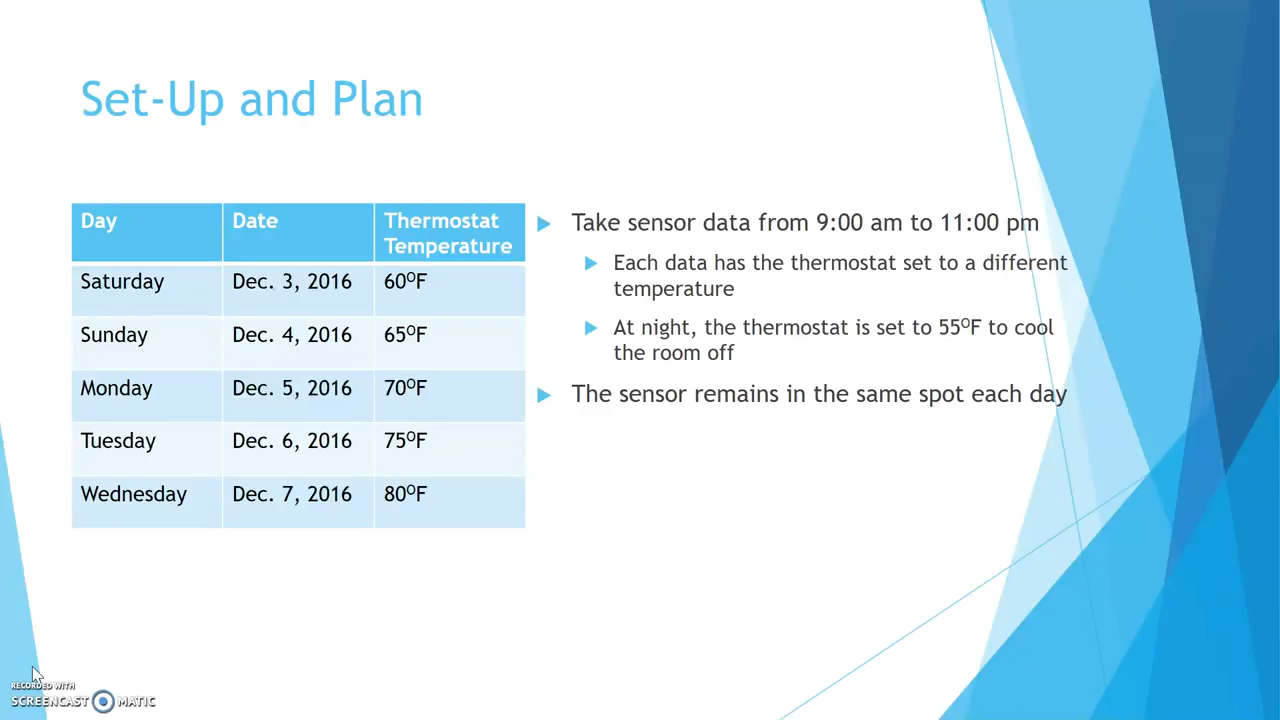 Set-Up and Plan
Day Date Thermostat Temperature
Saturday Dec. 3, 2016 60ᴼF
Sunday Dec. 4, 2016 65ᴼF
Monday Dec. 5, 2016 70ᴼF
Tuesday Dec. 6, 2016 75ᴼF
Wednesday Dec. 7, 2016 80ᴼF
Take sensor data from 9:00 am to 11:00 pm
Each data has the thermostat set to a different
temperature
At night, the thermostat is set to 55ᴼF to cool
the room off
The sensor remains in the same spot each day
RECORDED WITH
SCREENCAST MATIC